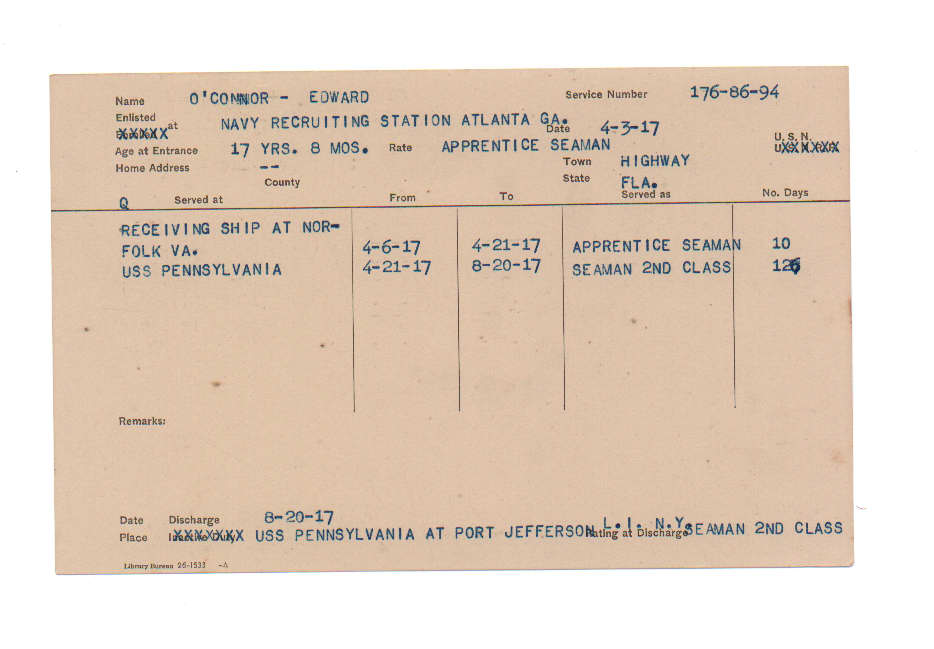 Name O'CONNOR - EDWARD Service Number 176-86-94
Enlisted
at NAVY RECRUITING STATION ATLANTA GA. Date 4-3-17
U. S. N.
Age at Entrance 17 YRS. 8 MOS. Rate APPRENTICE SEAMAN
Home Address -- Town HIGHWAY
County State FLA.
Q Served at From To Served as No. Days
RECEIVING SHIP AT NOR-
FOLK VA. 4-6-17 4-21-17 APPRENTICE SEAMAN 10
USS PENNSYLVANIA 4-21-17 8-20-17 SEAMAN 2ND CLASS 126
Remarks:
Date Discharge 8-20-17
Place USS PENNSYLVANIA AT PORT JEFFERSON L.I. N.Y. Rating at Discharge SEAMAN 2ND CLASS
Library Bureau 26-1533 -A